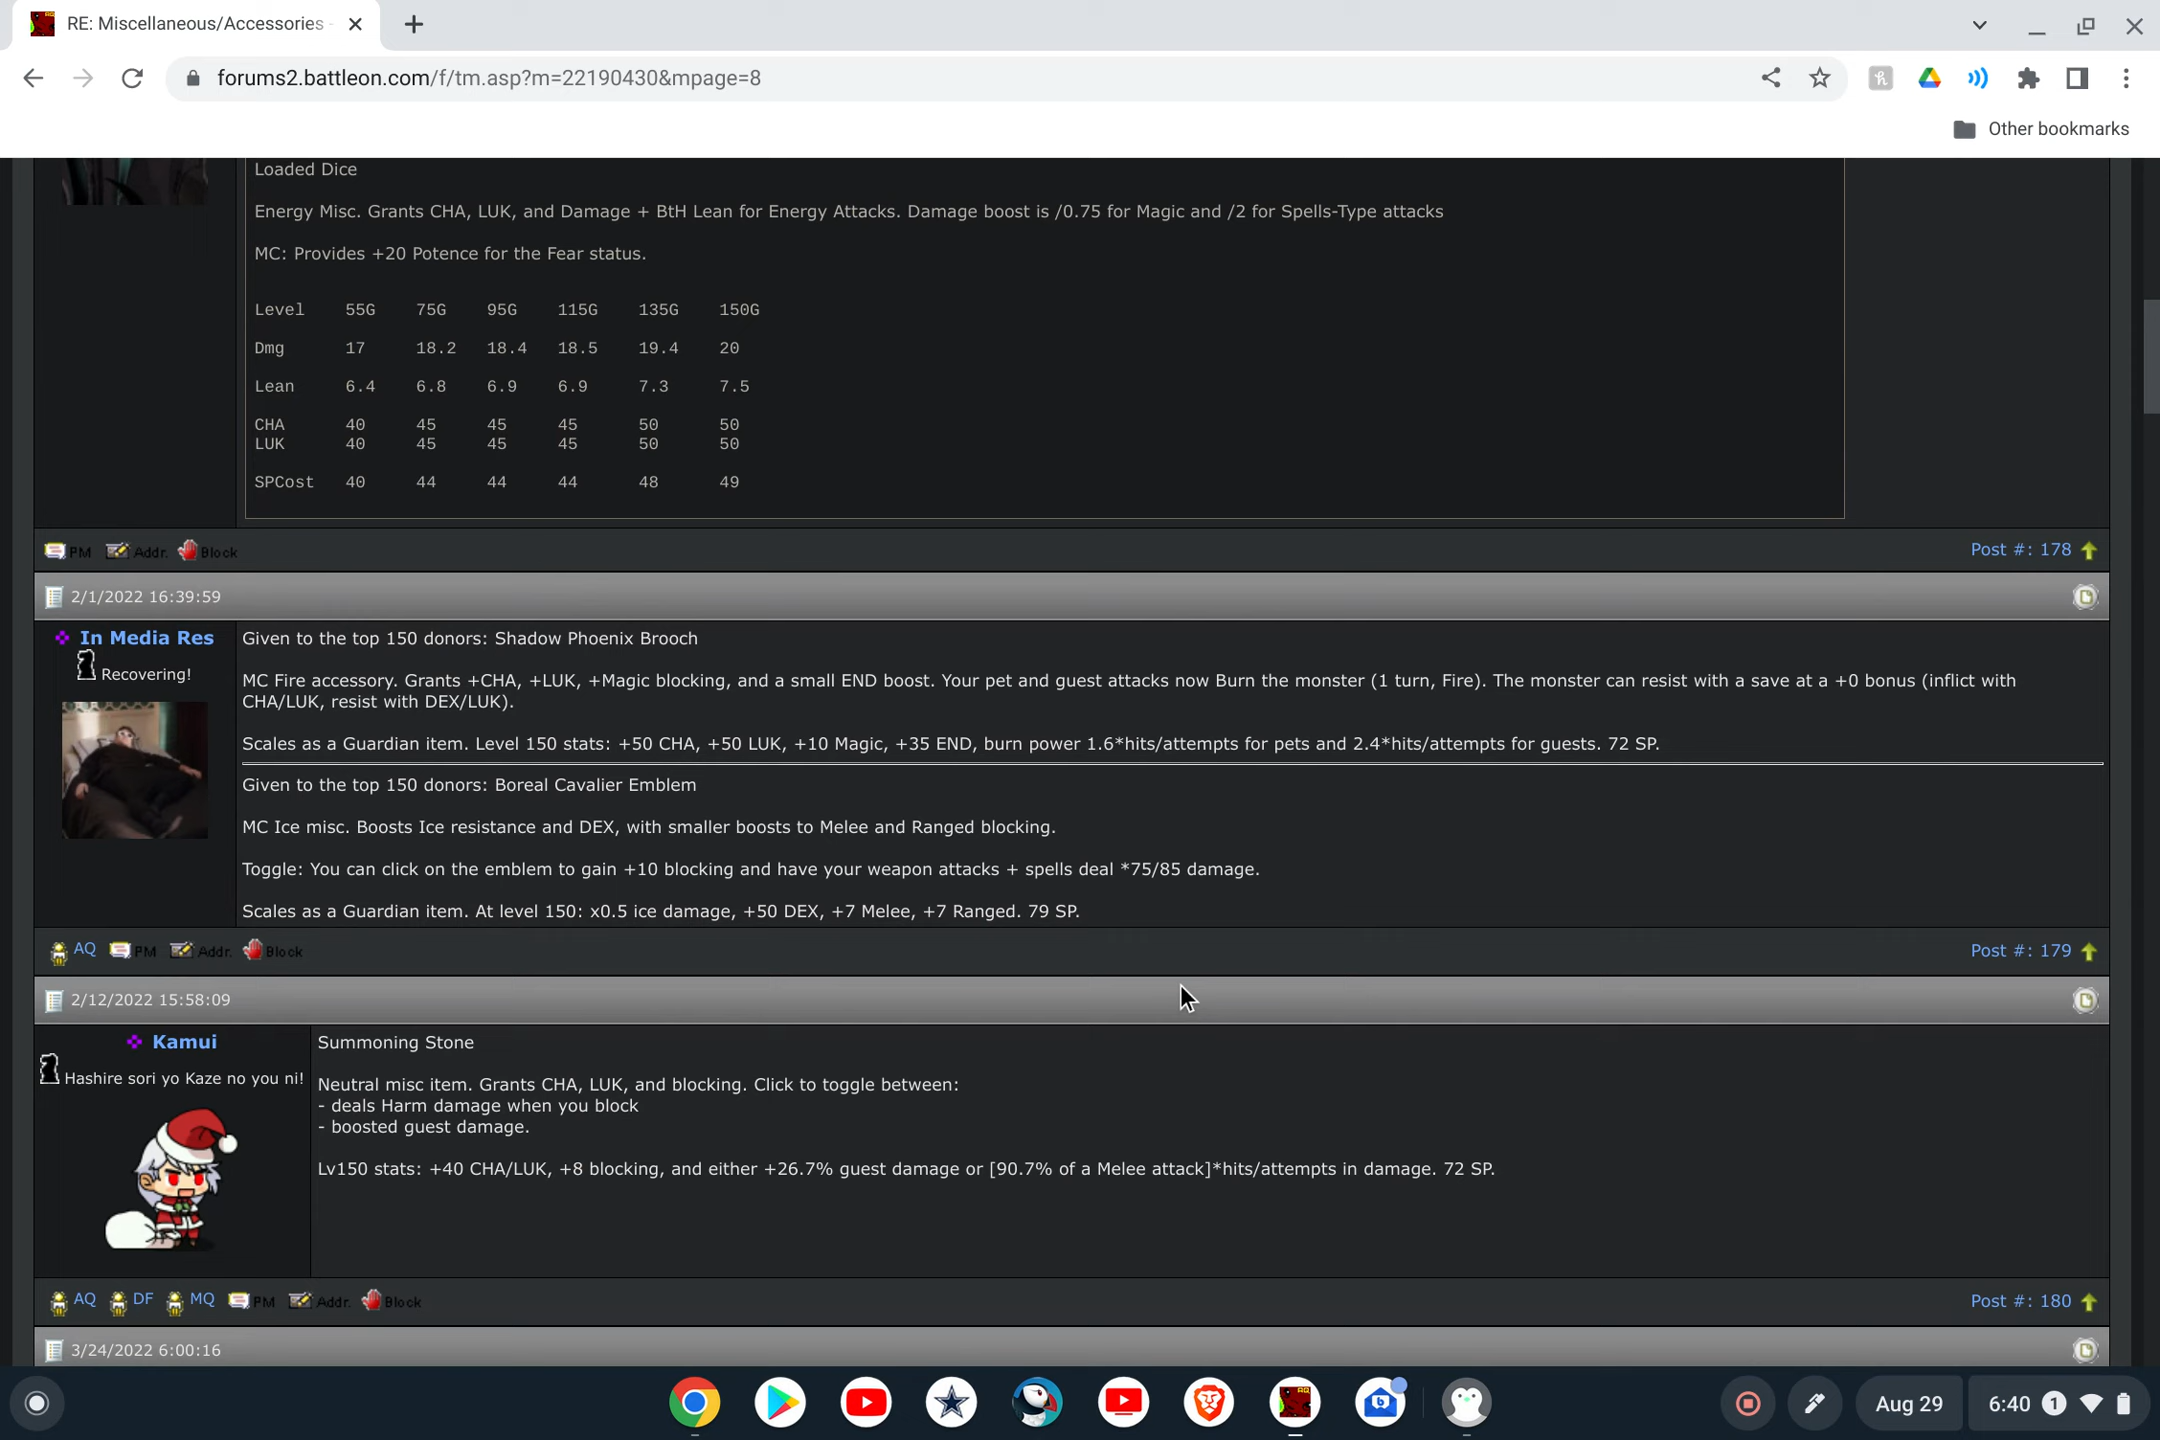 RE: Miscellaneous/Accessories -
forums2.battleon.com/f/tm.asp?m=22190430&mpage=8
Other bookmarks
Loaded Dice
Energy Misc. Grants CHA, LUK, and Damage + BtH Lean for Energy Attacks. Damage boost is /0.75 for Magic and /2 for Spells-Type attacks
MC: Provides +20 Potence for the Fear status.
Level 55G 75G 95G 115G 135G 150G
Dmg 17 18.2 18.4 18.5 19.4 20
Lean 6.4 6.8 6.9 6.9 7.3 7.5
CHA 40 45 45 45 50 50
LUK 40 45 45 45 50 50
SPCost 40 44 44 44 48 49
PM Addr. Block Post #: 178
2/1/2022 16:39:59
In Media Res
Recovering!
Given to the top 150 donors: Shadow Phoenix Brooch
MC Fire accessory. Grants +CHA, +LUK, +Magic blocking, and a small END boost. Your pet and guest attacks now Burn the monster (1 turn, Fire). The monster can resist with a save at a +0 bonus (inflict with
CHA/LUK, resist with DEX/LUK).
Scales as a Guardian item. Level 150 stats: +50 CHA, +50 LUK, +10 Magic, +35 END, burn power 1.6*hits/attempts for pets and 2.4*hits/attempts for guests. 72 SP.
Given to the top 150 donors: Boreal Cavalier Emblem
MC Ice misc. Boosts Ice resistance and DEX, with smaller boosts to Melee and Ranged blocking.
Toggle: You can click on the emblem to gain +10 blocking and have your weapon attacks + spells deal *75/85 damage.
Scales as a Guardian item. At level 150: x0.5 ice damage, +50 DEX, +7 Melee, +7 Ranged. 79 SP.
AQ PM Addr. Block Post #: 179
2/12/2022 15:58:09
Kamui
Hashire sori yo Kaze no you ni!
Summoning Stone
Neutral misc item. Grants CHA, LUK, and blocking. Click to toggle between:
- deals Harm damage when you block
- boosted guest damage.
Lv150 stats: +40 CHA/LUK, +8 blocking, and either +26.7% guest damage or [90.7% of a Melee attack]*hits/attempts in damage. 72 SP.
AQ DF MQ PM Addr. Block Post #: 180
3/24/2022 6:00:16
Aug 29 6:40 1